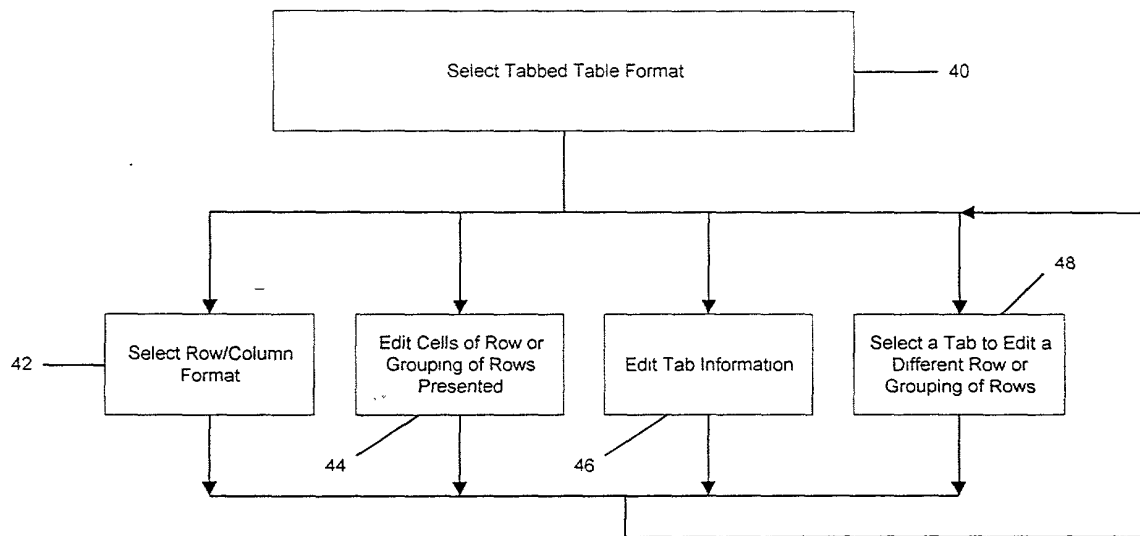 Select Tabbed Table Format
40
48
42
Select Row/Column
Format
Edit Cells of Row or
Grouping of Rows
Presented
Edit Tab Information
Select a Tab to Edit a
Different Row or
Grouping of Rows
44
46